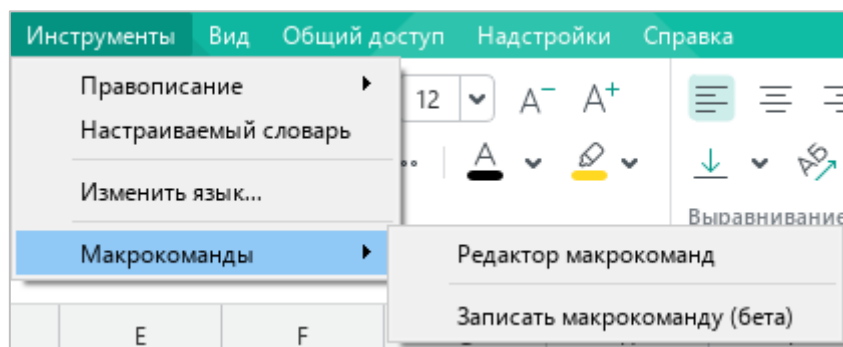 Инструменты Вид Общий доступ Надстройки Справка
Правописание
12 A⁻ A⁺
Настраиваемый словарь
A
АБ
Изменить язык...
Выравнивание
Макрокоманды
Редактор макрокоманд
Записать макрокоманду (бета)
E F